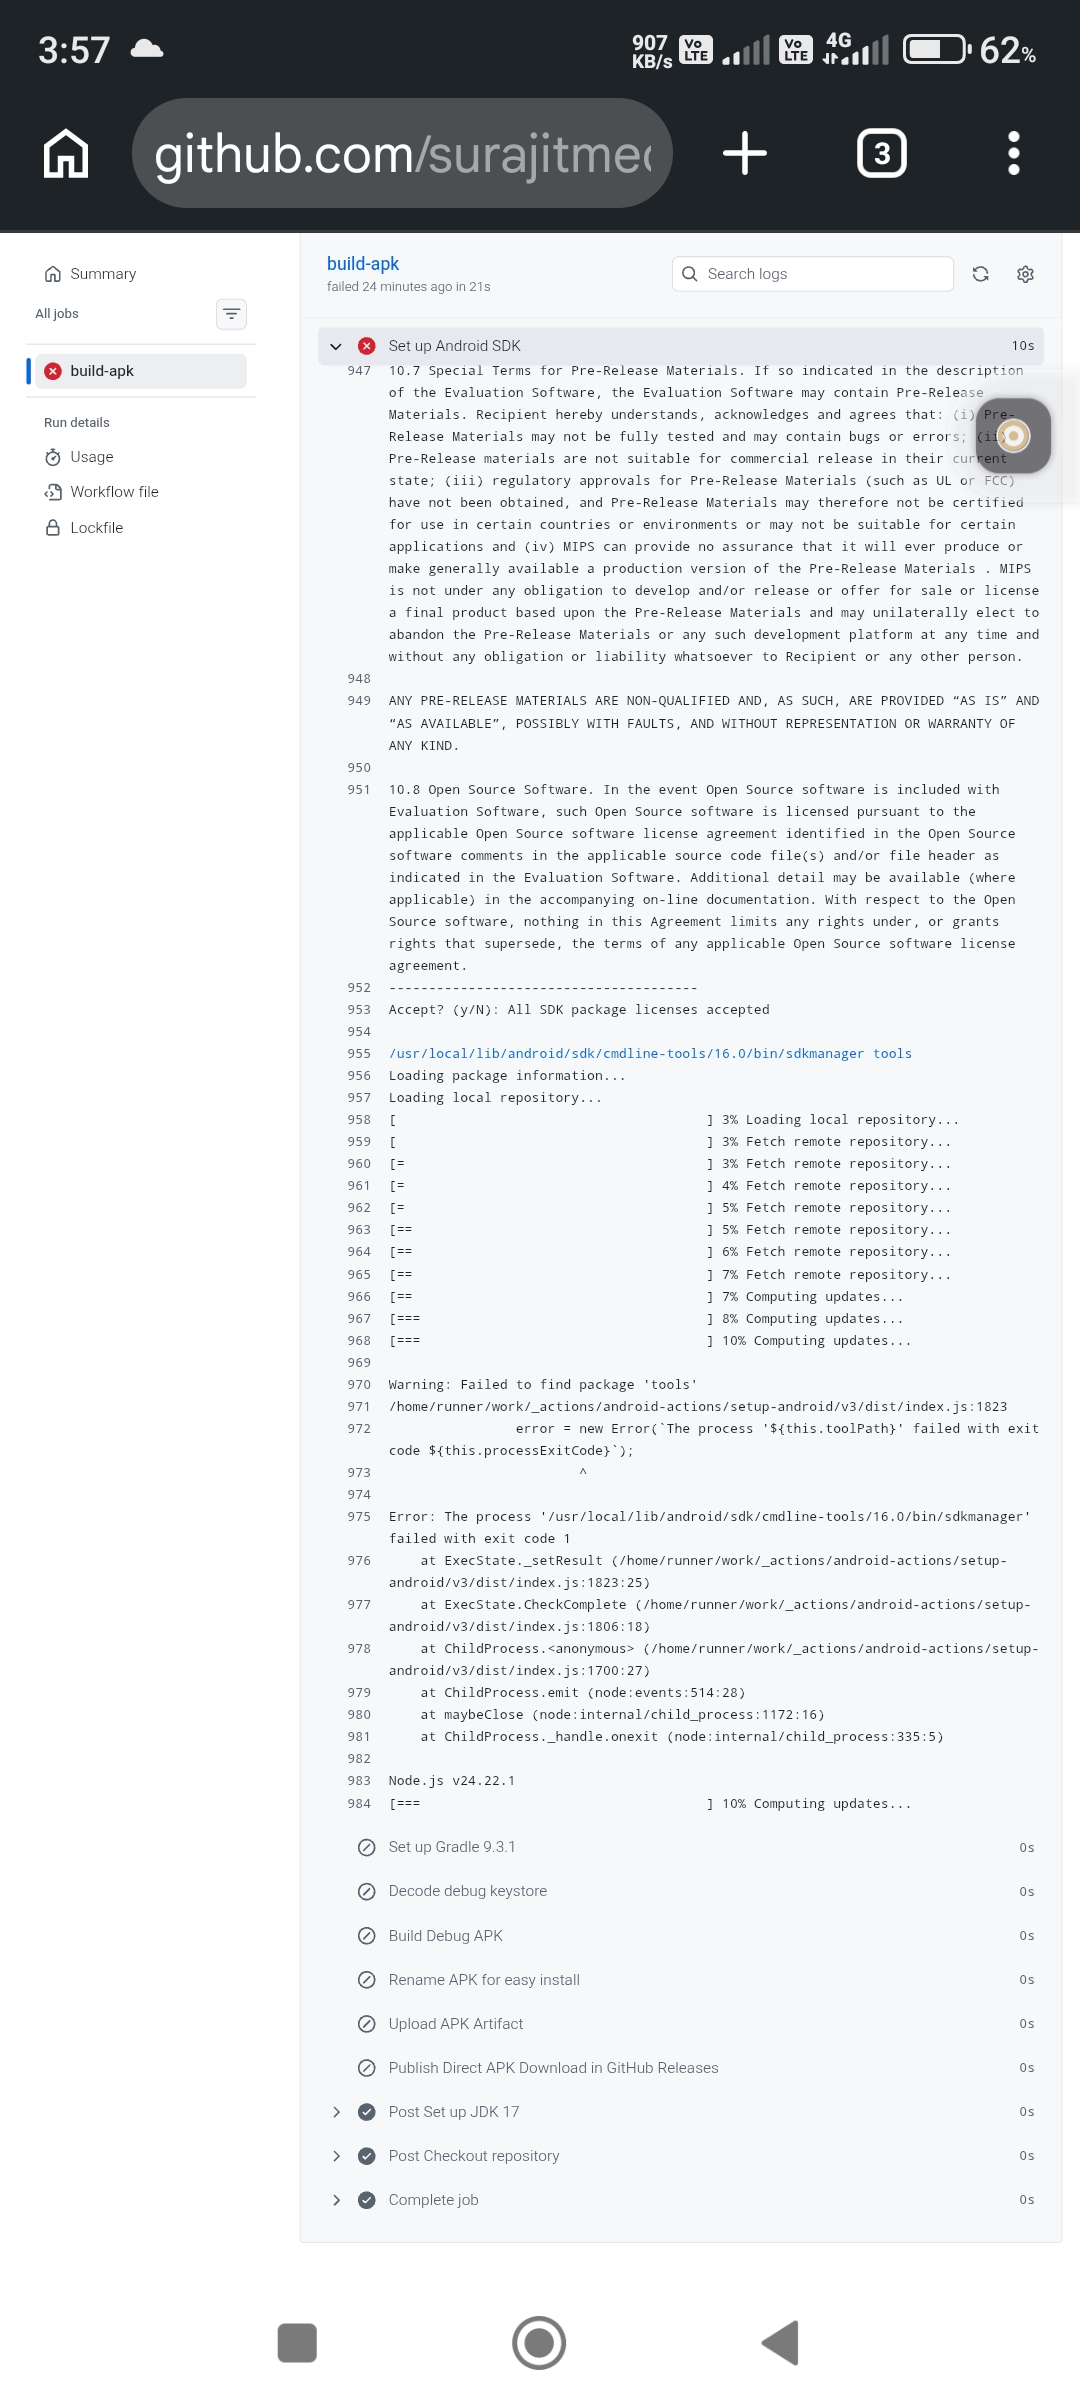 3:57
907 KB/s
Vo LTE
Vo LTE
4G
62%
github.com/surajitme
3
Summary
All jobs
build-apk
Run details
Usage
Workflow file
Lockfile
build-apk
failed 24 minutes ago in 21s
Search logs
Set up Android SDK 10s
947 10.7 Special Terms for Pre-Release Materials. If so indicated in the description
of the Evaluation Software, the Evaluation Software may contain Pre-Release
Materials. Recipient hereby understands, acknowledges and agrees that: (i) Pre-
Release Materials may not be fully tested and may contain bugs or errors; (ii)
Pre-Release materials are not suitable for commercial release in their current
state; (iii) regulatory approvals for Pre-Release Materials (such as UL or FCC)
have not been obtained, and Pre-Release Materials may therefore not be certified
for use in certain countries or environments or may not be suitable for certain
applications and (iv) MIPS can provide no assurance that it will ever produce or
make generally available a production version of the Pre-Release Materials . MIPS
is not under any obligation to develop and/or release or offer for sale or license
a final product based upon the Pre-Release Materials and may unilaterally elect to
abandon the Pre-Release Materials or any such development platform at any time and
without any obligation or liability whatsoever to Recipient or any other person.
948
949 ANY PRE-RELEASE MATERIALS ARE NON-QUALIFIED AND, AS SUCH, ARE PROVIDED “AS IS” AND
“AS AVAILABLE”, POSSIBLY WITH FAULTS, AND WITHOUT REPRESENTATION OR WARRANTY OF
ANY KIND.
950
951 10.8 Open Source Software. In the event Open Source software is included with
Evaluation Software, such Open Source software is licensed pursuant to the
applicable Open Source software license agreement identified in the Open Source
software comments in the applicable source code file(s) and/or file header as
indicated in the Evaluation Software. Additional detail may be available (where
applicable) in the accompanying on-line documentation. With respect to the Open
Source software, nothing in this Agreement limits any rights under, or grants
rights that supersede, the terms of any applicable Open Source software license
agreement.
952 ---------------------------------------
953 Accept? (y/N): All SDK package licenses accepted
954
955 /usr/local/lib/android/sdk/cmdline-tools/16.0/bin/sdkmanager tools
956 Loading package information...
957 Loading local repository...
958 [                                       ] 3% Loading local repository...
959 [                                       ] 3% Fetch remote repository...
960 [=                                      ] 3% Fetch remote repository...
961 [=                                      ] 4% Fetch remote repository...
962 [=                                      ] 5% Fetch remote repository...
963 [==                                     ] 5% Fetch remote repository...
964 [==                                     ] 6% Fetch remote repository...
965 [==                                     ] 7% Fetch remote repository...
966 [==                                     ] 7% Computing updates...
967 [===                                    ] 8% Computing updates...
968 [===                                    ] 10% Computing updates...
969
970 Warning: Failed to find package 'tools'
971 /home/runner/work/_actions/android-actions/setup-android/v3/dist/index.js:1823
972                 error = new Error(`The process '${this.toolPath}' failed with exit
code ${this.processExitCode}`);
973                         ^
974
975 Error: The process '/usr/local/lib/android/sdk/cmdline-tools/16.0/bin/sdkmanager'
failed with exit code 1
976     at ExecState._setResult (/home/runner/work/_actions/android-actions/setup-
android/v3/dist/index.js:1823:25)
977     at ExecState.CheckComplete (/home/runner/work/_actions/android-actions/setup-
android/v3/dist/index.js:1806:18)
978     at ChildProcess.<anonymous> (/home/runner/work/_actions/android-actions/setup-
android/v3/dist/index.js:1700:27)
979     at ChildProcess.emit (node:events:514:28)
980     at maybeClose (node:internal/child_process:1172:16)
981     at ChildProcess._handle.onexit (node:internal/child_process:335:5)
982
983 Node.js v24.22.1
984 [===                                    ] 10% Computing updates...
Set up Gradle 9.3.1 0s
Decode debug keystore 0s
Build Debug APK 0s
Rename APK for easy install 0s
Upload APK Artifact 0s
Publish Direct APK Download in GitHub Releases 0s
Post Set up JDK 17 0s
Post Checkout repository 0s
Complete job 0s